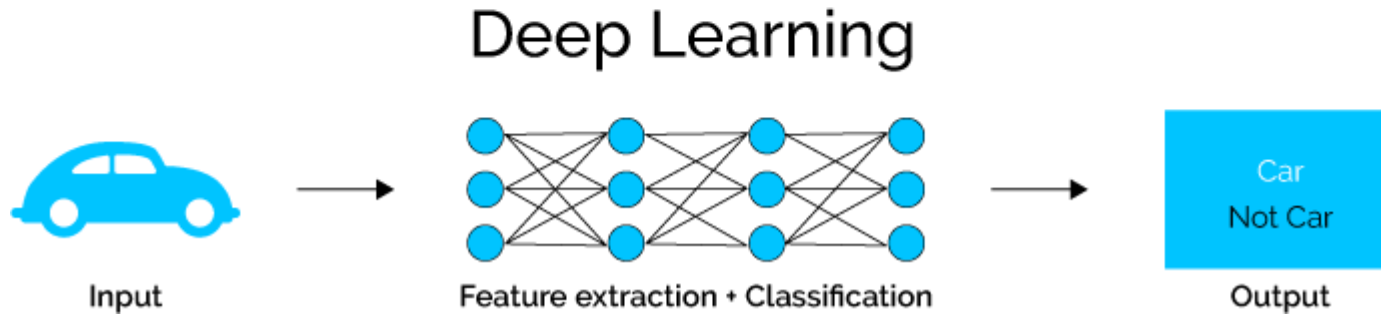 Deep Learning
Car
Not Car
Input
Feature extraction + Classification
Output